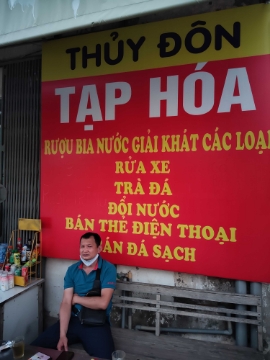 THỦY ĐÔN
TẠP HÓA
RƯỢU BIA NƯỚC GIẢI KHÁT CÁC LOẠI
RỬA XE
TRÀ ĐÁ
ĐỔI NƯỚC
BÁN THẺ ĐIỆN THOẠI
BÁN ĐÁ SẠCH